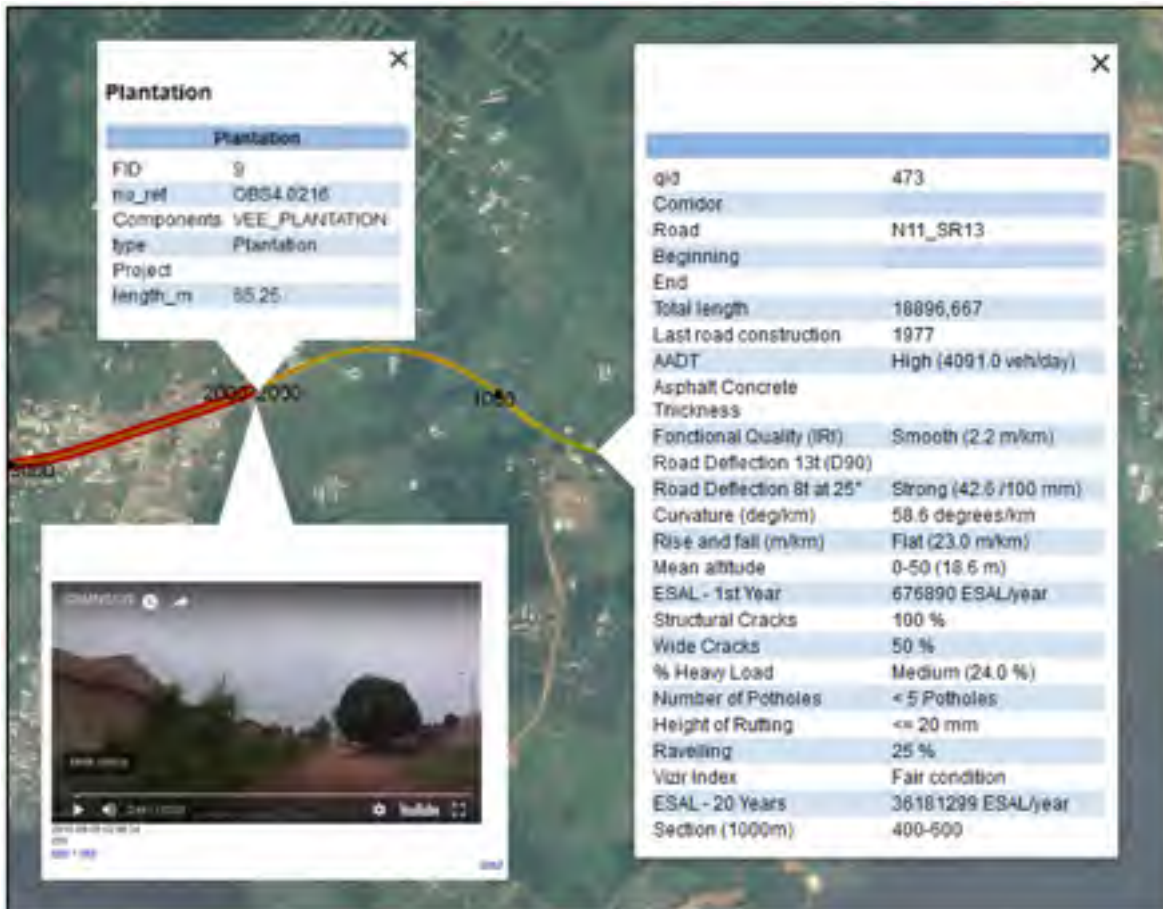 Plantation
Plantation
FID 9
no_ref OBS4.0216
Components VEE_PLANTATION
type Plantation
Project
length_m 65.25
gid 473
Corridor
Road N11_SR13
Beginning
End
Total length 18896,667
Last road construction 1977
AADT High (4091.0 veh/day)
Asphalt Concrete
Thickness
Fonctional Quality (IRI) Smooth (2.2 m/km)
Road Deflection 13t (D90)
Road Deflection 8t at 25° Strong (42.6 /100 mm)
Curvature (deg/km) 58.6 degrees/km
Rise and fall (m/km) Flat (23.0 m/km)
Mean altitude 0-50 (18.6 m)
ESAL - 1st Year 676890 ESAL/year
Structural Cracks 100 %
Wide Cracks 50 %
% Heavy Load Medium (24.0 %)
Number of Potholes < 5 Potholes
Height of Rutting <= 20 mm
Ravelling 25 %
Vizir Index Fair condition
ESAL - 20 Years 36181299 ESAL/year
Section (1000m) 400-600
2000 2000
1000
YouTube